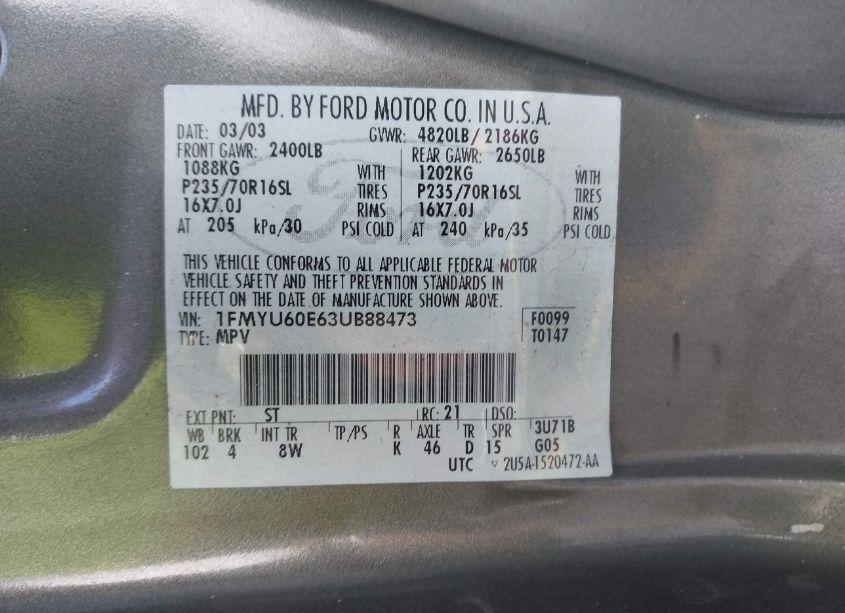 MFD. BY FORD MOTOR CO. IN U.S.A.
DATE: 03/03 GVWR: 4820LB / 2186KG
FRONT GAWR: 2400LB REAR GAWR: 2650LB
1088KG WITH 1202KG WITH
P235/70R16SL TIRES P235/70R16SL TIRES
16X7.0J RIMS 16X7.0J RIMS
AT 205 kPa/30 PSI COLD AT 240 kPa/35 PSI COLD
Ford
THIS VEHICLE CONFORMS TO ALL APPLICABLE FEDERAL MOTOR
VEHICLE SAFETY AND THEFT PREVENTION STANDARDS IN
EFFECT ON THE DATE OF MANUFACTURE SHOWN ABOVE.
VIN: 1FMYU60E63UB88473 F0099
TYPE: MPV T0147
EXT PNT: ST RC: 21 DSO:
WB BRK INT TR TP/PS R AXLE TR SPR 3U71B
102 4 8W K 46 D 15 G05
UTC 2U5A-1520472-AA